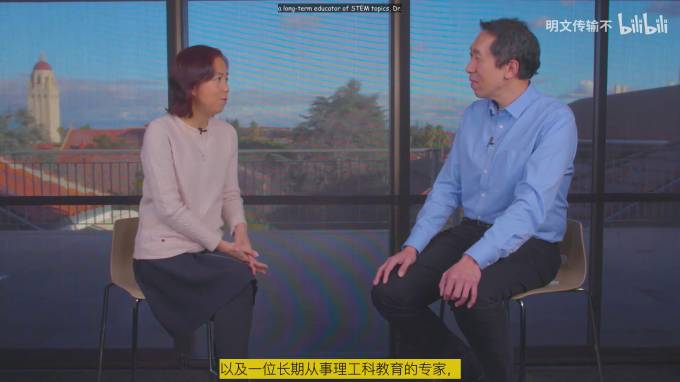 a long-term educator of STEM topics, Dr.
明文传输不 bilibili
以及一位长期从事理工科教育的专家,